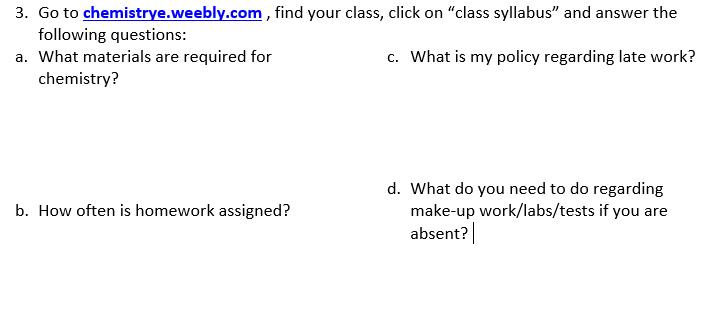 3. Go to chemistrye.weebly.com , find your class, click on “class syllabus” and answer the
following questions:
a. What materials are required for
chemistry?
b. How often is homework assigned?
c. What is my policy regarding late work?
d. What do you need to do regarding
make-up work/labs/tests if you are
absent?